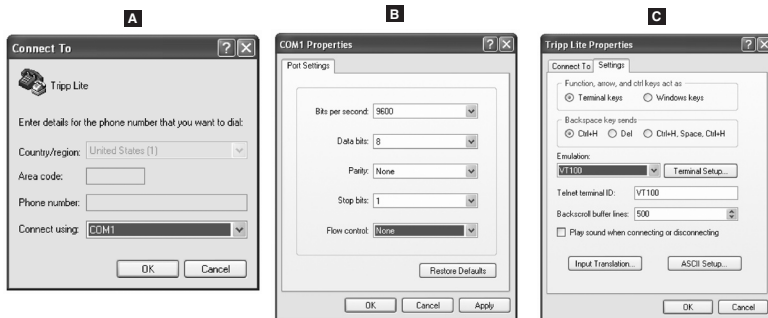 A
Connect To
Tripp Lite
Enter details for the phone number that you want to dial:
Country/region: United States (1)
Area code:
Phone number:
Connect using: COM1
OK Cancel
B
COM1 Properties
Port Settings
Bits per second: 9600
Data bits: 8
Parity: None
Stop bits: 1
Flow control: None
Restore Defaults
OK Cancel Apply
C
Tripp Lite Properties
Connect To Settings
Function, arrow, and ctrl keys act as
Terminal keys Windows keys
Backspace key sends
Ctrl+H Del Ctrl+H, Space, Ctrl+H
Emulation:
VT100 Terminal Setup...
Telnet terminal ID: VT100
Backscroll buffer lines: 500
Play sound when connecting or disconnecting
Input Translation... ASCII Setup...
OK Cancel